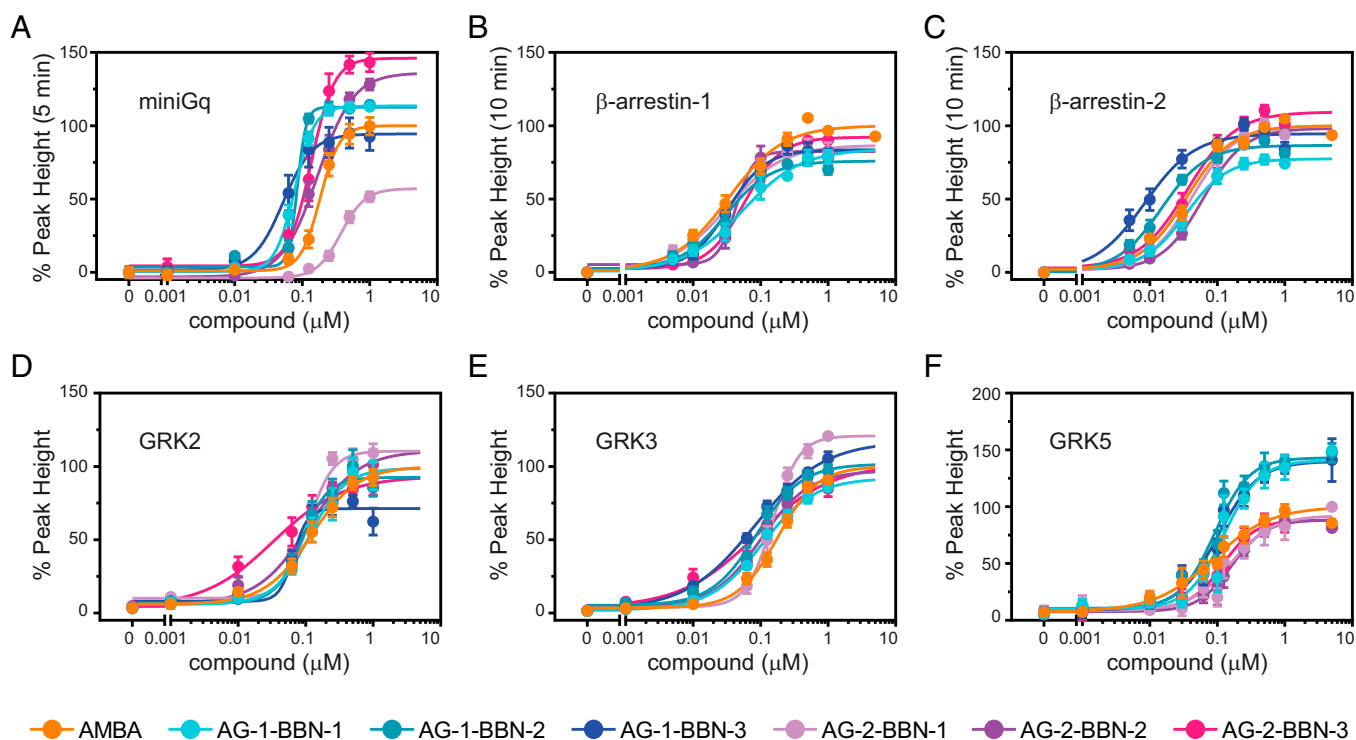 A
% Peak Height (5 min)
150
100
50
0
miniGq
0 0.001 0.01 0.1 1 10
compound (μM)
B
% Peak Height (10 min)
150
100
50
0
β-arrestin-1
0 0.001 0.01 0.1 1 10
compound (μM)
C
% Peak Height (10 min)
150
100
50
0
β-arrestin-2
0 0.001 0.01 0.1 1 10
compound (μM)
D
% Peak Height
150
100
50
0
GRK2
0 0.001 0.01 0.1 1 10
compound (μM)
E
% Peak Height
150
100
50
0
GRK3
0 0.001 0.01 0.1 1 10
compound (μM)
F
% Peak Height
200
150
100
50
0
GRK5
0 0.001 0.01 0.1 1 10
compound (μM)
AMBA AG-1-BBN-1 AG-1-BBN-2 AG-1-BBN-3 AG-2-BBN-1 AG-2-BBN-2 AG-2-BBN-3